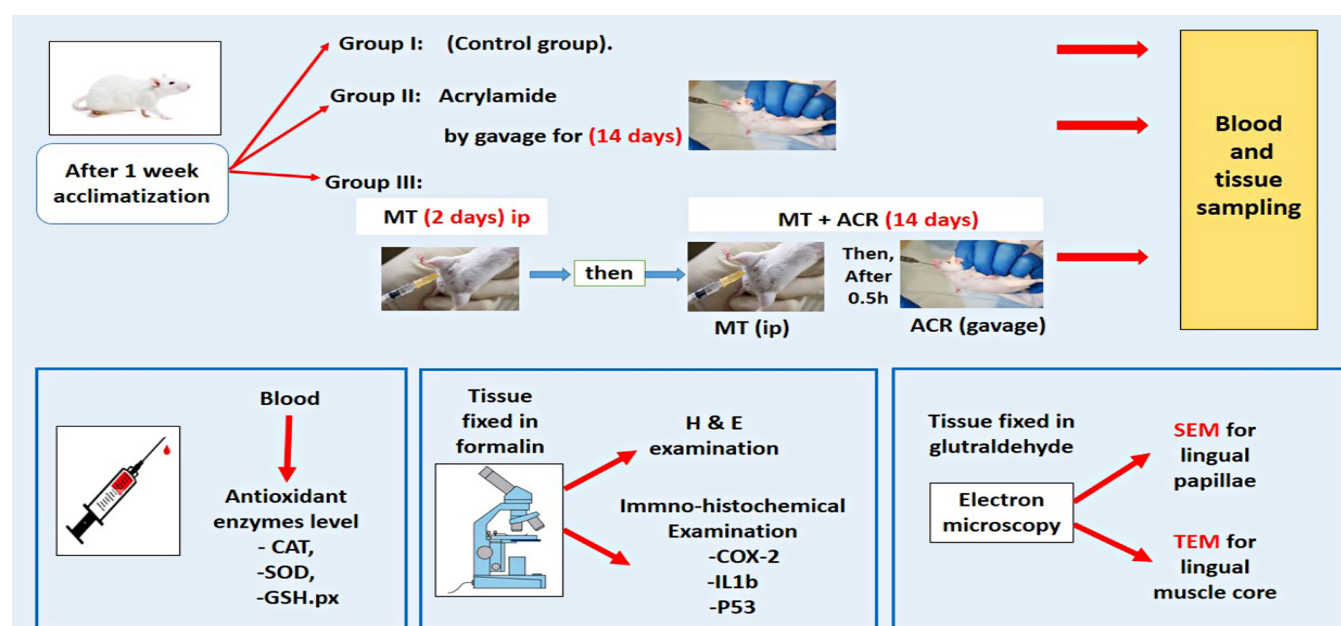 Group I: (Control group).
Group II: Acrylamide
by gavage for (14 days)
After 1 week
acclimatization
Group III:
MT (2 days) ip
then
MT + ACR (14 days)
Then,
After
0.5h
MT (ip)
ACR (gavage)
Blood
and
tissue
sampling
Blood
Antioxidant
enzymes level
- CAT,
-SOD,
-GSH.px
Tissue
fixed in
formalin
H & E
examination
Immno-histochemical
Examination
-COX-2
-IL1b
-P53
Tissue fixed in
glutraldehyde
Electron
microscopy
SEM for
lingual
papillae
TEM for
lingual
muscle core